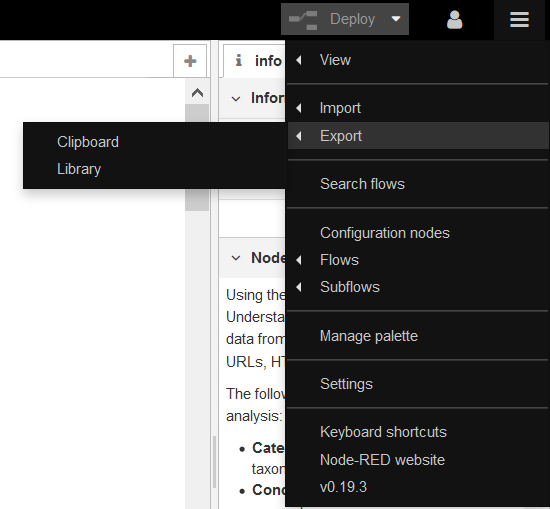 Deploy
info
View
Infor
Import
Export
Clipboard
Library
Search flows
Configuration nodes
Node
Flows
Subflows
Using the
Understa
data from
Manage palette
URLs, HT
Settings
The follow
analysis:
Keyboard shortcuts
• Cate
Node-RED website
taxon
• Conc
v0.19.3